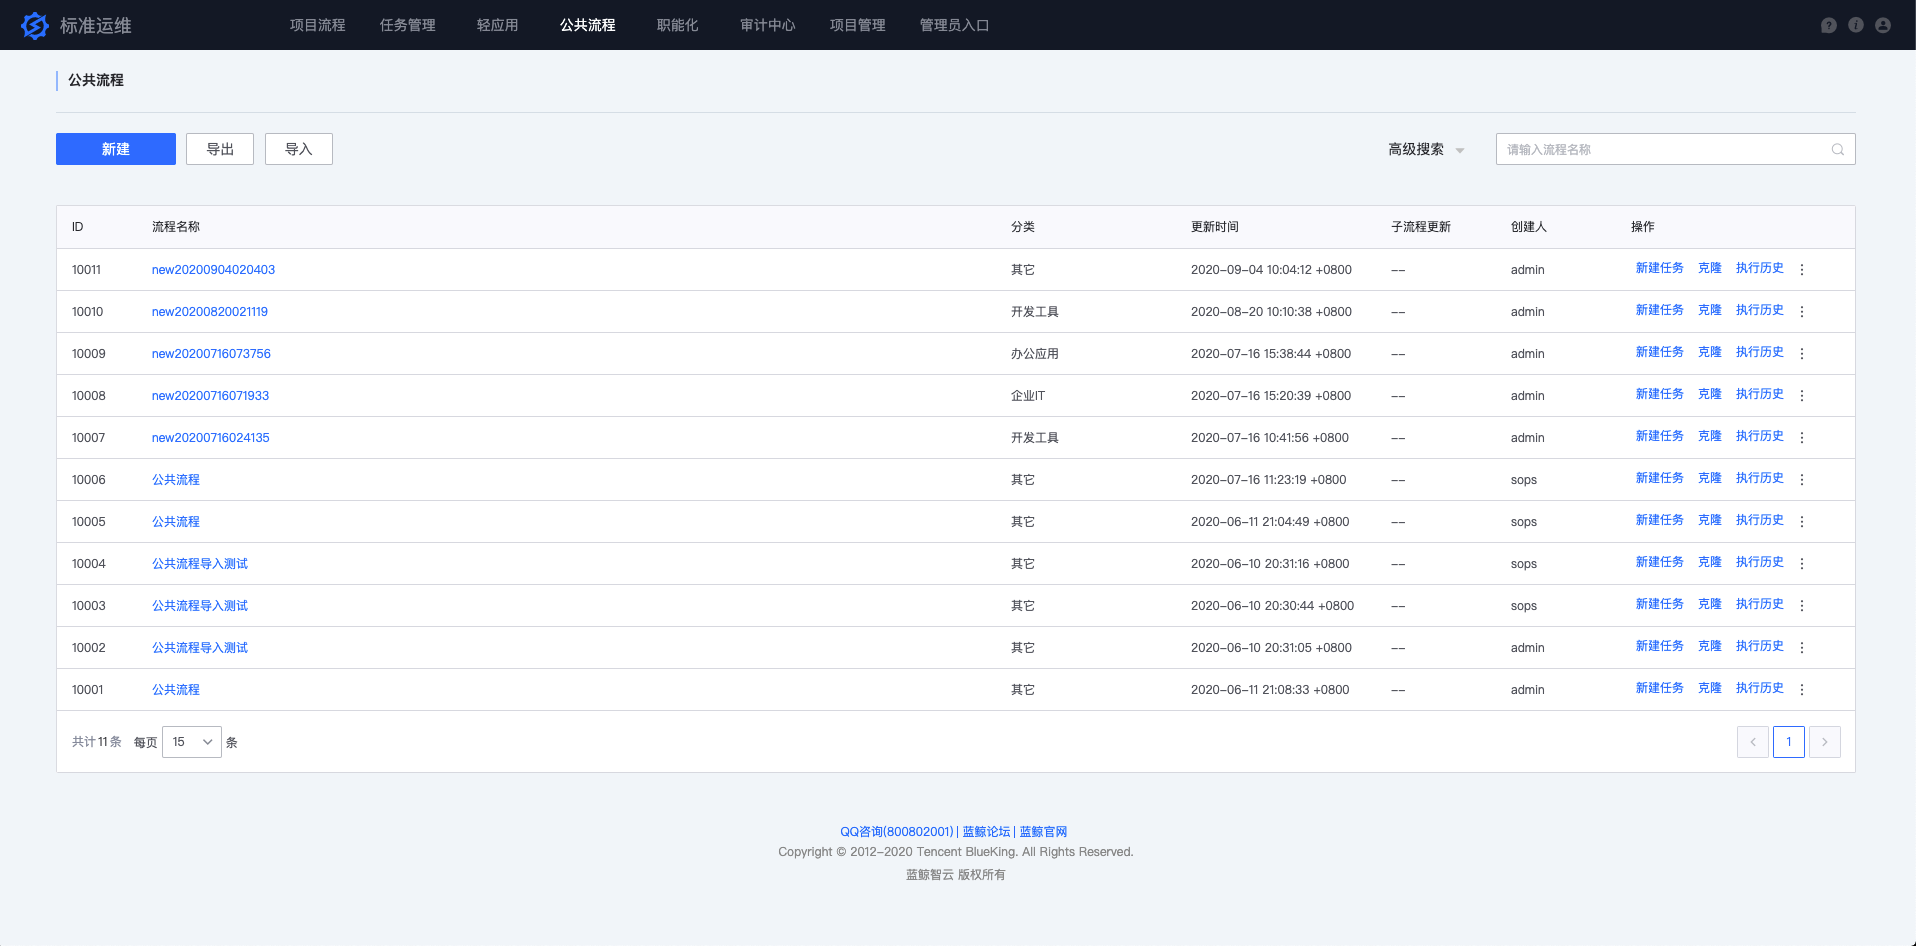 标准运维 项目流程 任务管理 轻应用 公共流程 职能化 审计中心 项目管理 管理员入口
公共流程
新建 导出 导入 高级搜索 请输入流程名称
ID 流程名称 分类 更新时间 子流程更新 创建人 操作
10011 new20200904020403 其它 2020-09-04 10:04:12 +0800 -- admin 新建任务 克隆 执行历史
10010 new20200820021119 开发工具 2020-08-20 10:10:38 +0800 -- admin 新建任务 克隆 执行历史
10009 new20200716073756 办公应用 2020-07-16 15:38:44 +0800 -- admin 新建任务 克隆 执行历史
10008 new20200716071933 企业IT 2020-07-16 15:20:39 +0800 -- admin 新建任务 克隆 执行历史
10007 new20200716024135 开发工具 2020-07-16 10:41:56 +0800 -- admin 新建任务 克隆 执行历史
10006 公共流程 其它 2020-07-16 11:23:19 +0800 -- sops 新建任务 克隆 执行历史
10005 公共流程 其它 2020-06-11 21:04:49 +0800 -- sops 新建任务 克隆 执行历史
10004 公共流程导入测试 其它 2020-06-10 20:31:16 +0800 -- sops 新建任务 克隆 执行历史
10003 公共流程导入测试 其它 2020-06-10 20:30:44 +0800 -- sops 新建任务 克隆 执行历史
10002 公共流程导入测试 其它 2020-06-10 20:31:05 +0800 -- admin 新建任务 克隆 执行历史
10001 公共流程 其它 2020-06-11 21:08:33 +0800 -- admin 新建任务 克隆 执行历史
共计11条 每页 15 条 1
QQ咨询(800802001) | 蓝鲸论坛 | 蓝鲸官网
Copyright © 2012-2020 Tencent BlueKing. All Rights Reserved.
蓝鲸智云 版权所有